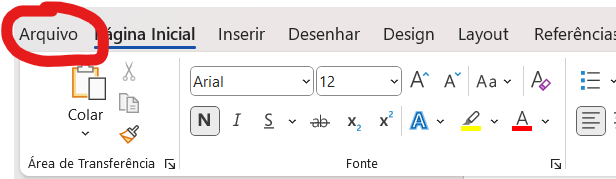 Arquivo Página Inicial Inserir Desenhar Design Layout Referências
Arial 12 A A Aa A
Colar N I S ab x₂ x² A A
Área de Transferência Fonte